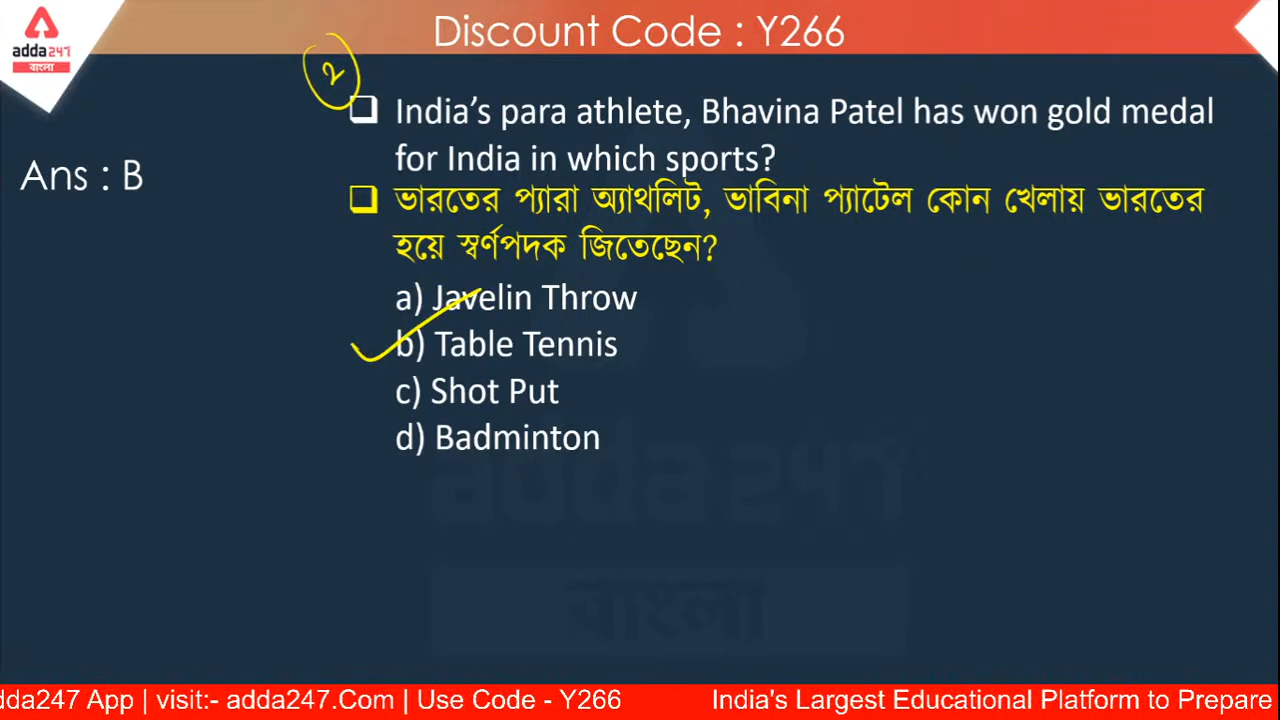 Discount Code : Y266
adda247
বাংলা
২
India's para athlete, Bhavina Patel has won gold medal
for India in which sports?
Ans : B
ভারতের প্যারা অ্যাথলিট, ভাবিনা প্যাটেল কোন খেলায় ভারতের
হয়ে স্বর্ণপদক জিতেছেন?
a) Javelin Throw
b) Table Tennis
c) Shot Put
d) Badminton
adda247
বাংলা
dda247 App | visit:- adda247.Com | Use Code - Y266 India's Largest Educational Platform to Prepare